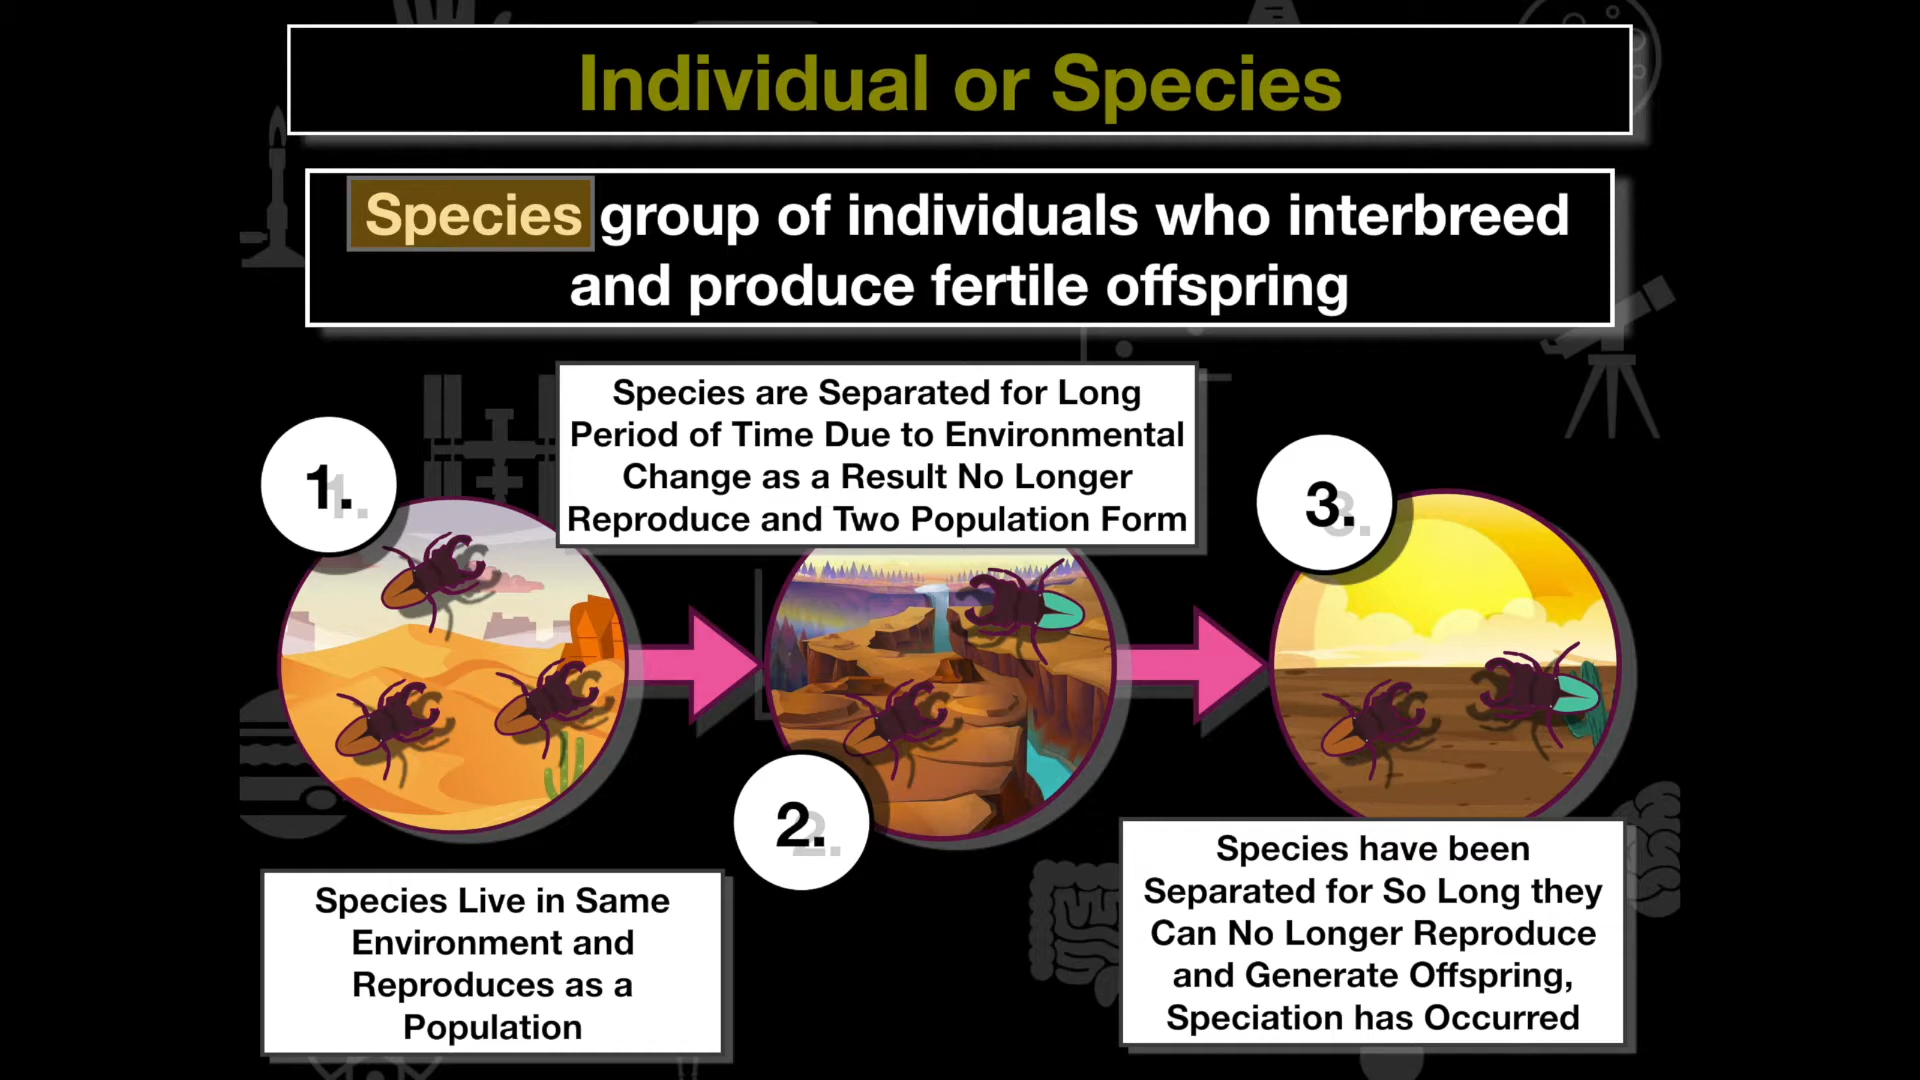 Individual or Species
Species group of individuals who interbreed
and produce fertile offspring
1.
Species Live in Same
Environment and
Reproduces as a
Population
2.
Species are Separated for Long
Period of Time Due to Environmental
Change as a Result No Longer
Reproduce and Two Population Form
3.
Species have been
Separated for So Long they
Can No Longer Reproduce
and Generate Offspring,
Speciation has Occurred